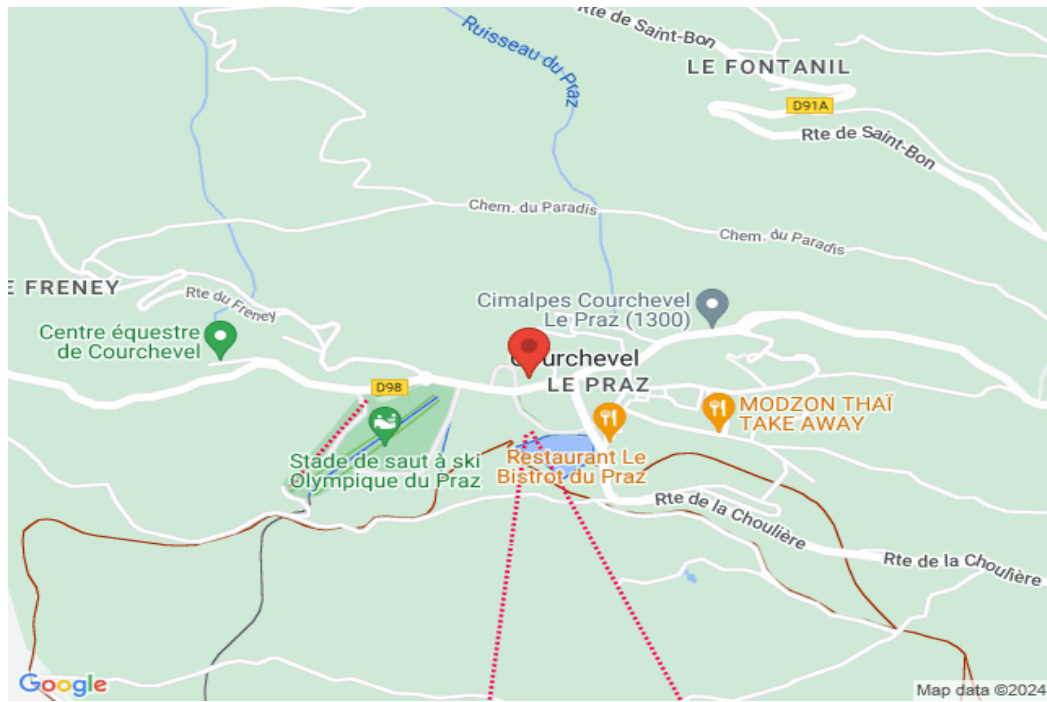 Rte de Saint-Bon
Ruisseau du Praz
LE FONTANIL
D91A
Rte de Saint-Bon
Chem. du Paradis
Chem. du Paradis
FRENEY
Rte du Freney
Cimalpes Courchevel
Le Praz (1300)
Centre équestre
de Courchevel
Courchevel
LE PRAZ
D98
MODZON THAÏ
TAKE AWAY
Stade de saut à ski
Olympique du Praz
Restaurant Le
Bistrot du Praz
Rte de la Choulière
Rte de la Choulière
Google
Map data ©2024